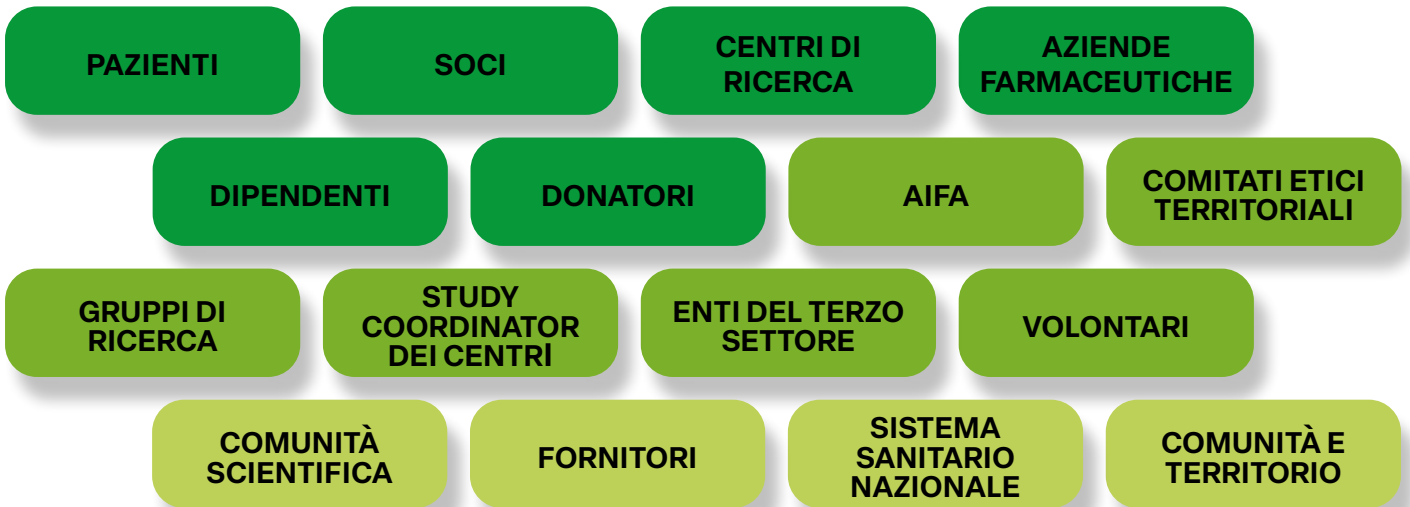 PAZIENTI
SOCI
CENTRI DI
RICERCA
AZIENDE
FARMACEUTICHE
DIPENDENTI
DONATORI
AIFA
COMITATI ETICI
TERRITORIALI
GRUPPI DI
RICERCA
STUDY
COORDINATOR
DEI CENTRI
ENTI DEL TERZO
SETTORE
VOLONTARI
COMUNITÀ
SCIENTIFICA
FORNITORI
SISTEMA
SANITARIO
NAZIONALE
COMUNITÀ E
TERRITORIO